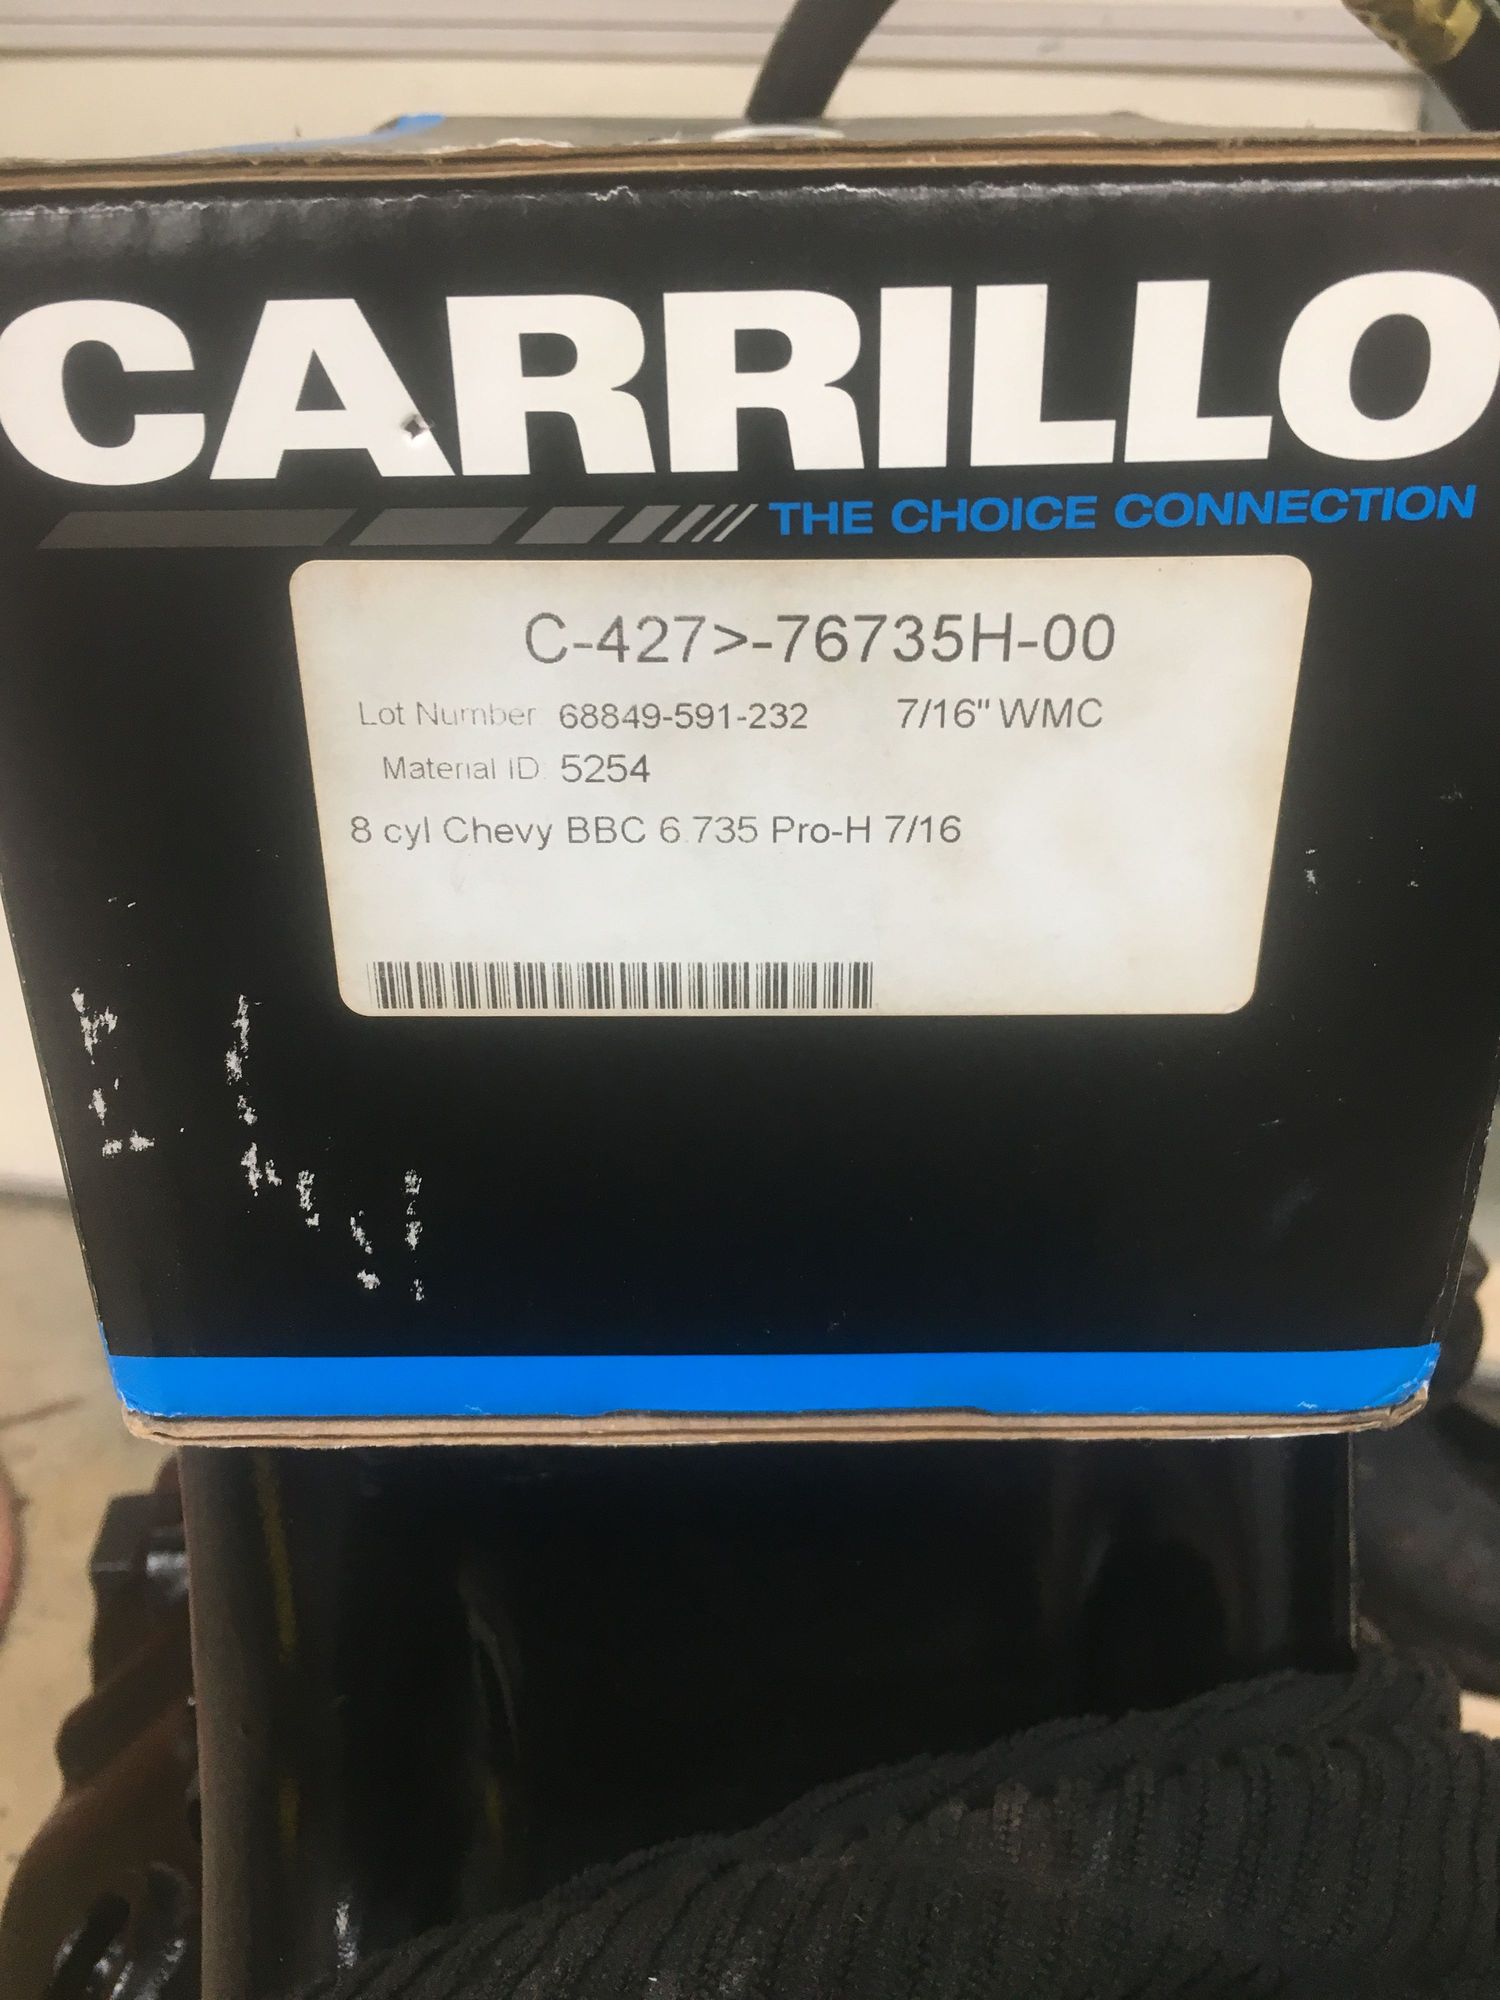 CARRILLO
THE CHOICE CONNECTION
C-427>-76735H-00
Lot Number: 68849-591-232 7/16" WMC
Material ID: 5254
8 cyl Chevy BBC 6.735 Pro-H 7/16